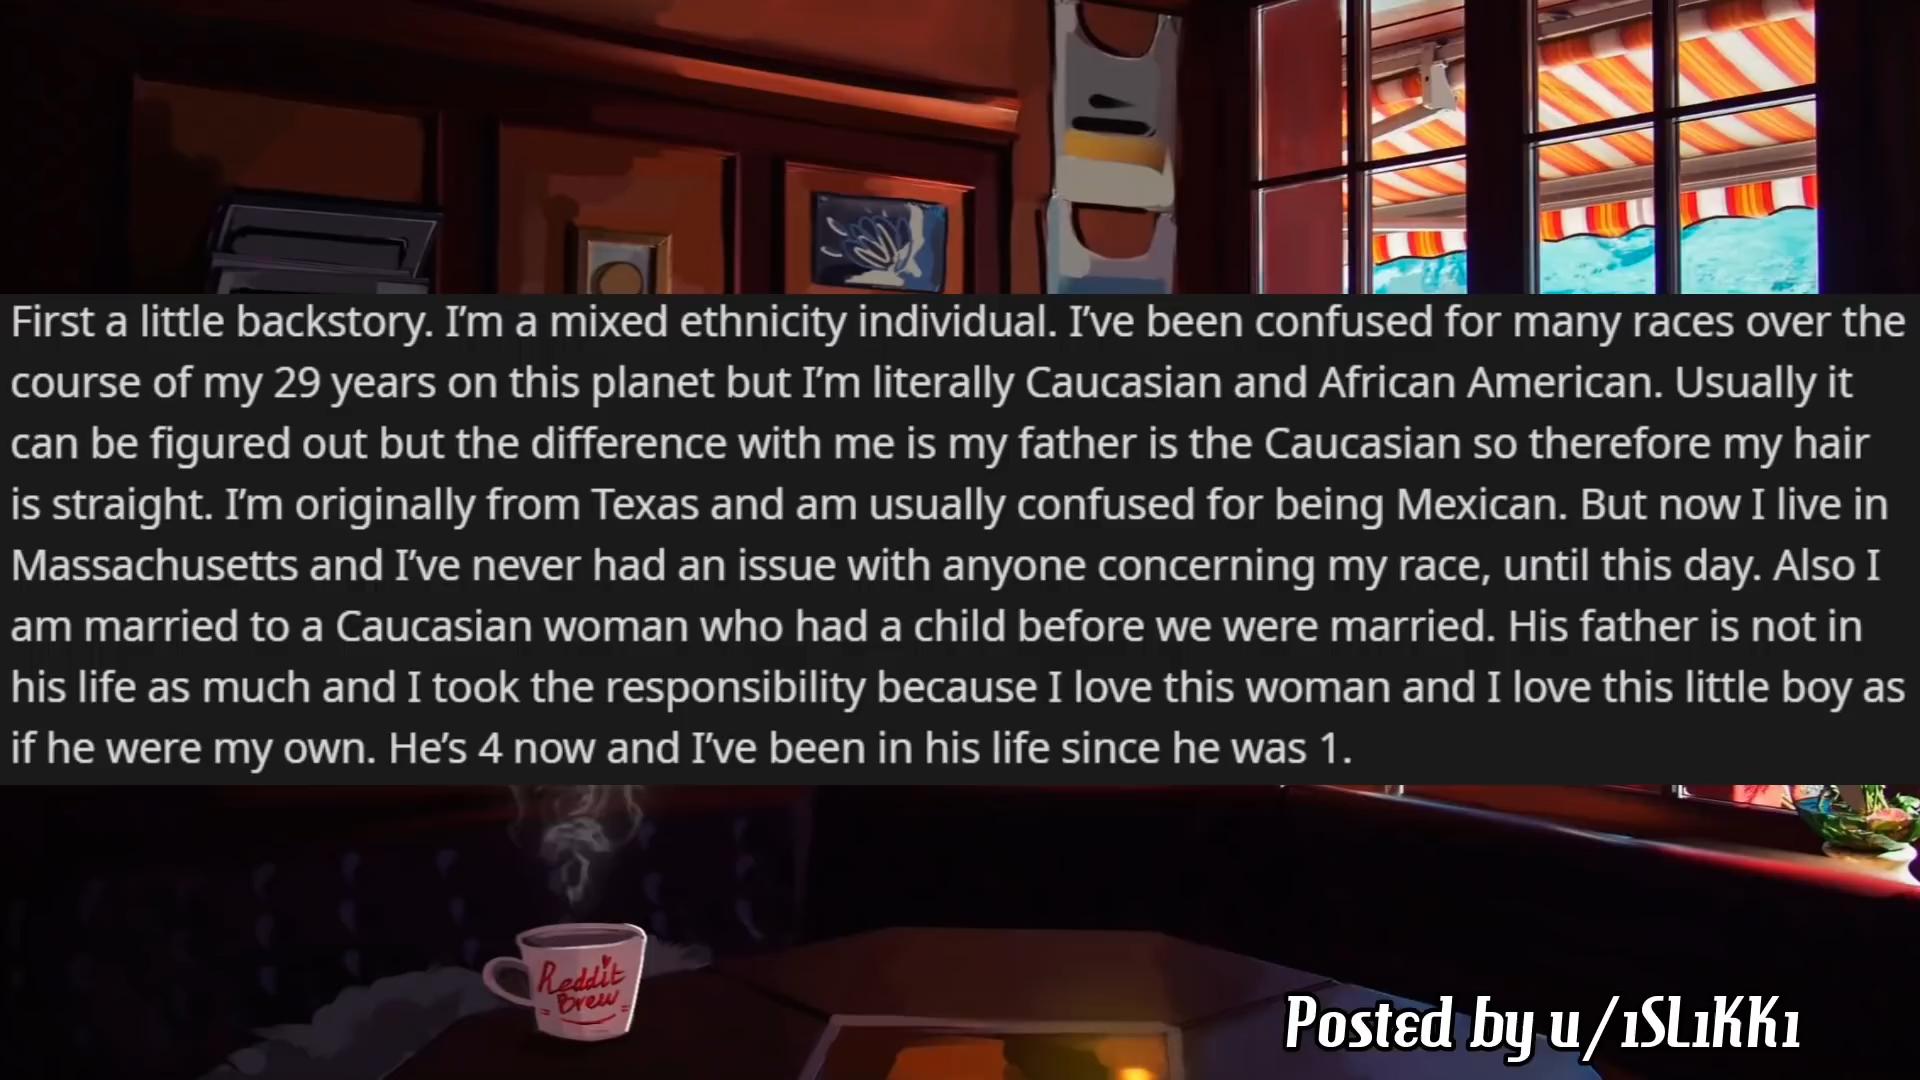 First a little backstory. I’m a mixed ethnicity individual. I’ve been confused for many races over the
course of my 29 years on this planet but I’m literally Caucasian and African American. Usually it
can be figured out but the difference with me is my father is the Caucasian so therefore my hair
is straight. I’m originally from Texas and am usually confused for being Mexican. But now I live in
Massachusetts and I’ve never had an issue with anyone concerning my race, until this day. Also I
am married to a Caucasian woman who had a child before we were married. His father is not in
his life as much and I took the responsibility because I love this woman and I love this little boy as
if he were my own. He’s 4 now and I’ve been in his life since he was 1.
Reddit
Brew
Posted by u/1SL1KK1